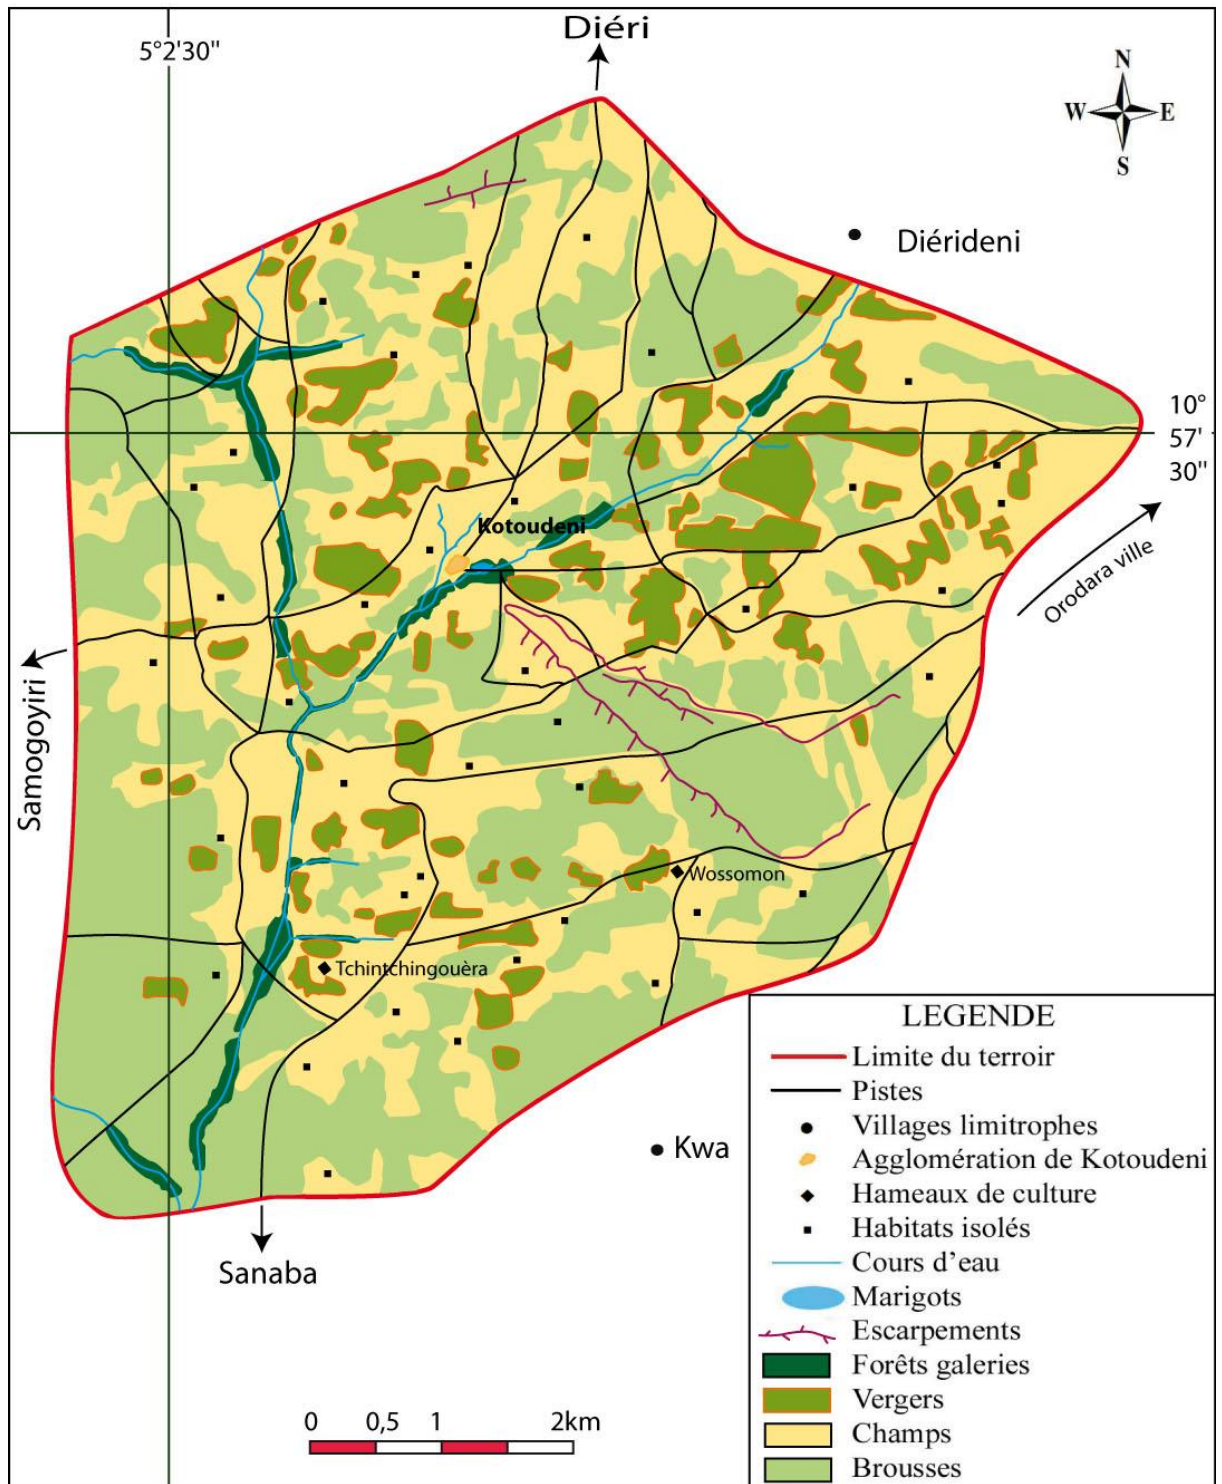 Diéri
5°2'30"
N
W E
S
Diérideni
10°
57'
30"
Kotoudeni
Orodara ville
Samogoyiri
Wossomon
Tchintchingouèra
Kwa
Sanaba
LEGENDE
Limite du terroir
Pistes
Villages limitrophes
Agglomération de Kotoudeni
Hameaux de culture
Habitats isolés
Cours d'eau
Marigots
Escarpements
Forêts galeries
Vergers
Champs
Brousses
0 0,5 1 2km